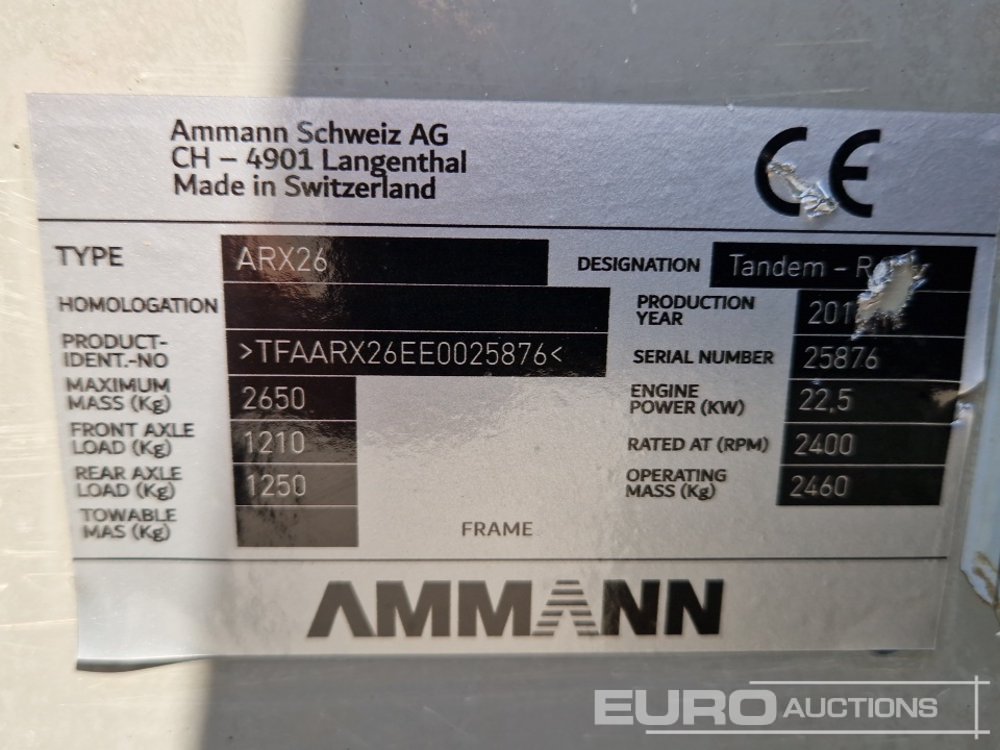 Ammann Schweiz AG
CH – 4901 Langenthal
Made in Switzerland
CE
TYPE ARX26
DESIGNATION Tandem –
HOMOLOGATION
PRODUCTION
YEAR
PRODUCT-
IDENT.-NO >TFAARX26EE0025876<
SERIAL NUMBER 25876
MAXIMUM
MASS (Kg) 2650
ENGINE
POWER (KW) 22,5
FRONT AXLE
LOAD (Kg) 1210
RATED AT (RPM) 2400
REAR AXLE
LOAD (Kg) 1250
OPERATING
MASS (Kg) 2460
TOWABLE
MAS (Kg)
FRAME
AMMANN
EURO AUCTIONS